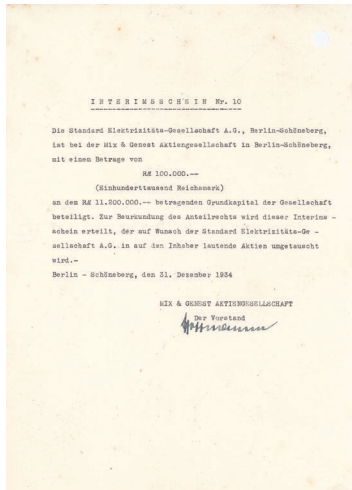 INTERIMSSCHEIN Nr. 10
Die Standard Elektrizitäts-Gesellschaft A.G., Berlin-Schöneberg,
ist bei der Mix & Genest Aktiengesellschaft in Berlin-Schöneberg,
mit einem Betrage von
RM 100.000.--
(Einhunderttausend Reichsmark)
an dem RM 11.200.000.-- betragenden Grundkapital der Gesellschaft
beteiligt. Zur Beurkundung des Anteilrechts wird dieser Interims -
schein erteilt, der auf Wunsch der Standard Elektrizitäts-Ge -
sellschaft A.G. in auf den Inhaber lautende Aktien umgetauscht
wird.-
Berlin - Schöneberg, den 31. Dezember 1934
MIX & GENEST AKTIENGESELLSCHAFT
Der Vorstand